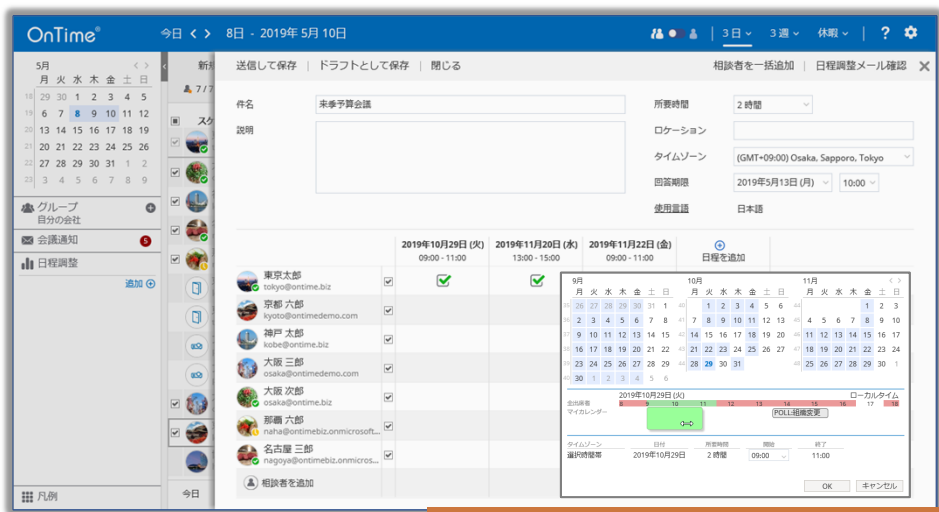 OnTime®
今日 < > 8日 - 2019年 5月 10日
3日 3週 休暇 ?
5月
月 火 水 木 金 土 日
18 29 30 1 2 3 4 5
19 6 7 8 9 10 11 12
20 13 14 15 16 17 18 19
21 20 21 22 23 24 25 26
22 27 28 29 30 31 1 2
23 3 4 5 6 7 8 9
グループ
自分の会社
会議通知 5
日程調整
追加
凡例
7/7
今日
送信して保存 | ドラフトとして保存 | 閉じる
相談者を一括追加 | 日程調整メール確認
件名 来季予算会議
説明
所要時間 2 時間
ロケーション
タイムゾーン (GMT+09:00) Osaka, Sapporo, Tokyo
回答期限 2019年5月13日 (月) 10:00
使用言語 日本語
2019年10月29日 (火) 2019年11月20日 (水) 2019年11月22日 (金)
09:00 - 11:00 13:00 - 15:00 09:00 - 11:00 日程を追加
東京太郎
tokyo@ontime.biz
京都 六郎
kyoto@ontimedemo.com
神戸 太郎
kobe@ontime.biz
大阪 三郎
osaka@ontimedemo.com
大阪 次郎
osaka@ontime.biz
那覇 六郎
naha@ontimebiz.onmicrosoft...
名古屋 三郎
nagoya@ontimebiz.onmicros...
相談者を追加
9月 10月 11月
月 火 水 木 金 土 日 月 火 水 木 金 土 日 月 火 水 木 金 土 日
35 26 27 28 29 30 31 1 40 1 2 3 4 5 6 44 1 2 3
36 2 3 4 5 6 7 8 41 7 8 9 10 11 12 13 45 4 5 6 7 8 9 10
37 9 10 11 12 13 14 15 42 14 15 16 17 18 19 20 46 11 12 13 14 15 16 17
38 16 17 18 19 20 21 22 43 21 22 23 24 25 26 27 47 18 19 20 21 22 23 24
39 23 24 25 26 27 28 29 44 28 29 30 31 48 25 26 27 28 29 30 1
40 30 1 2 3 4 5 6
2019年10月29日 (火) ローカルタイム
全出席者 8 9 10 11 12 13 14 15 16 17 18
マイカレンダー POLL:組織変更
タイムゾーン 日付 所要時間 開始 終了
選択時間帯 2019年10月29日 2 時間 09:00 11:00
OK キャンセル